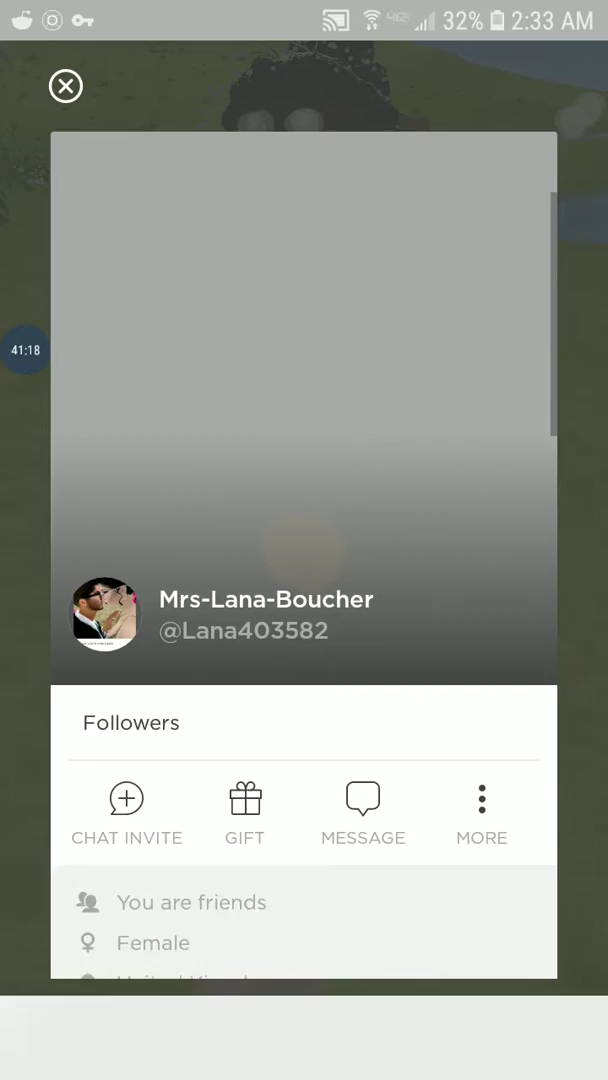 32% 2:33 AM
41:18
Mrs-Lana-Boucher
@Lana403582
Followers
CHAT INVITE GIFT MESSAGE MORE
You are friends
Female